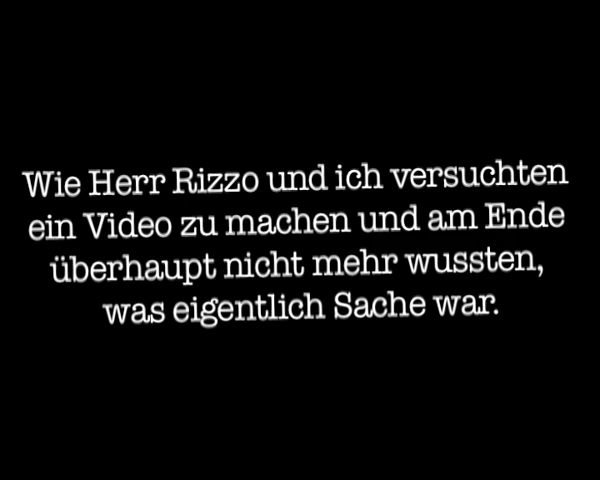 Wie Herr Rizzo und ich versuchten
ein Video zu machen und am Ende
überhaupt nicht mehr wussten,
was eigentlich Sache war.